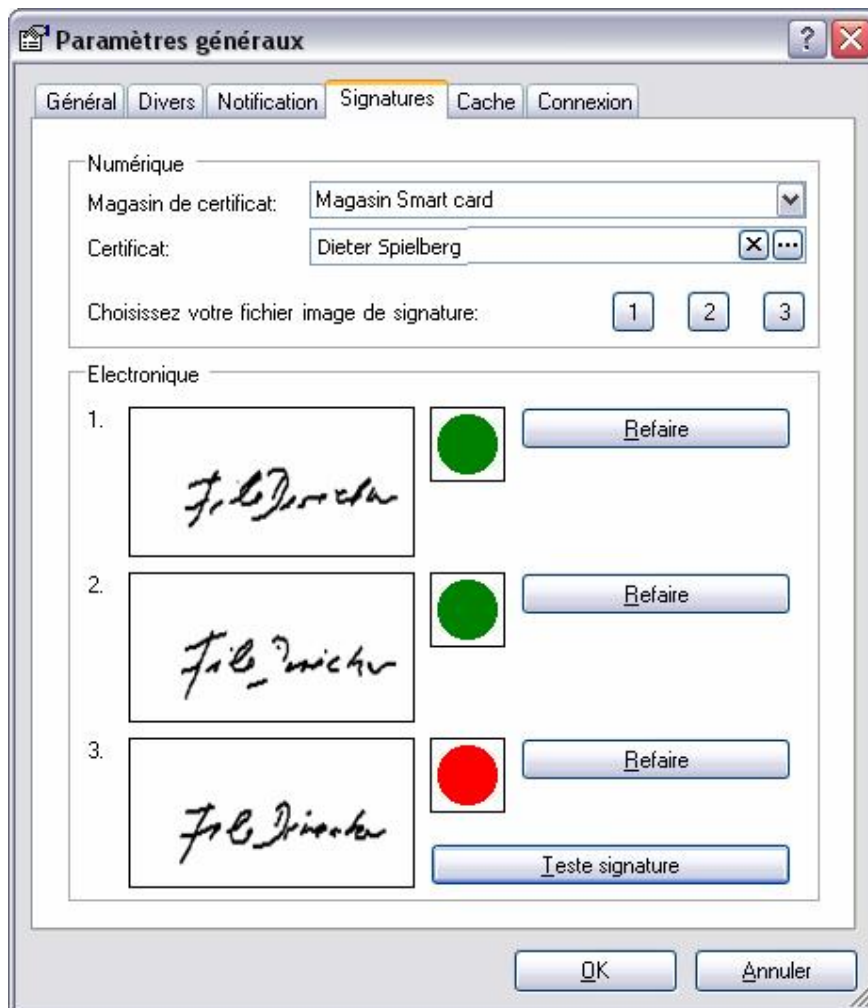 Paramètres généraux
Général Divers Notification Signatures Cache Connexion
Numérique
Magasin de certificat: Magasin Smart card
Certificat: Dieter Spielberg
Choisissez votre fichier image de signature: 1 2 3
Electronique
1. Refaire
2. Refaire
3. Refaire
Teste signature
OK Annuler